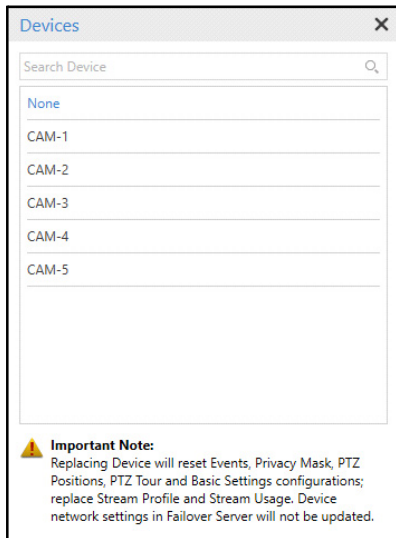 Devices
Search Device
None
CAM-1
CAM-2
CAM-3
CAM-4
CAM-5
Important Note:
Replacing Device will reset Events, Privacy Mask, PTZ
Positions, PTZ Tour and Basic Settings configurations;
replace Stream Profile and Stream Usage. Device
network settings in Failover Server will not be updated.